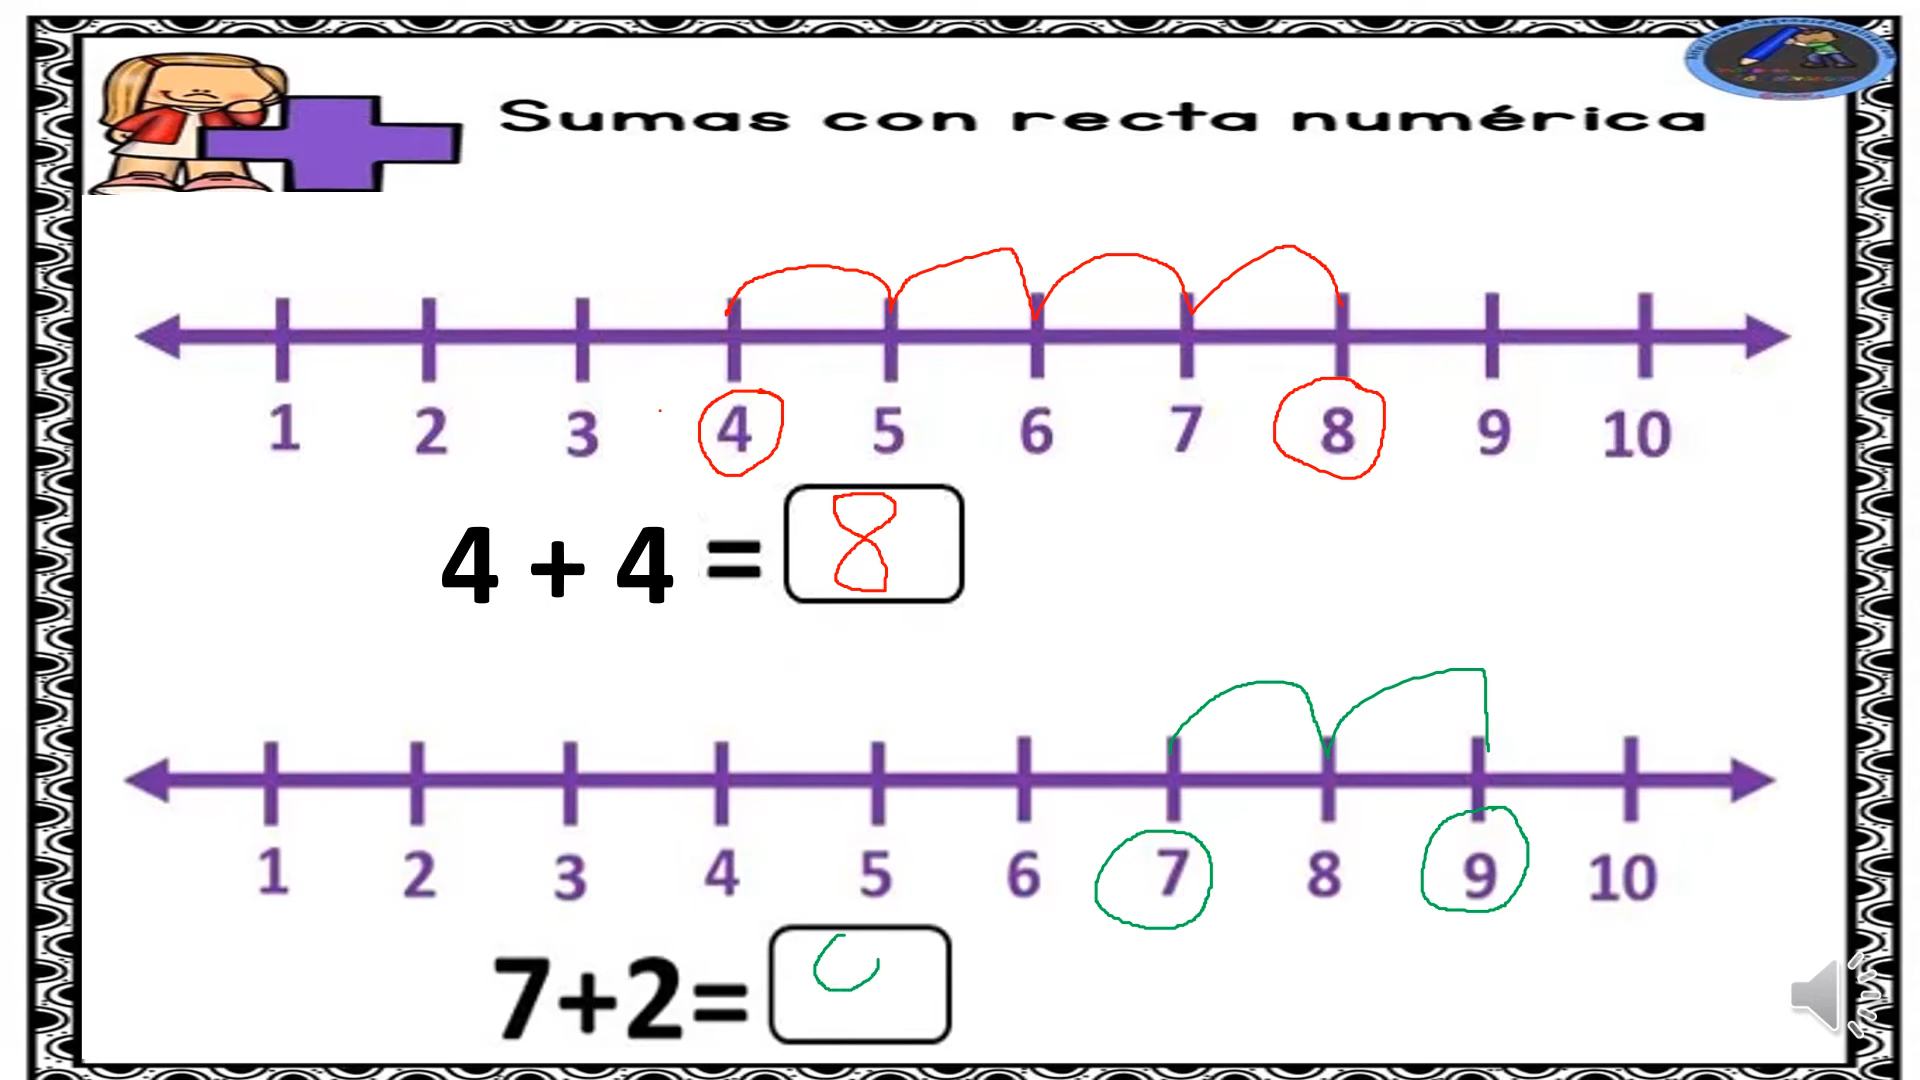 Sumas con recta numérica
1 2 3 4 5 6 7 8 9 10
4 + 4 = 8
1 2 3 4 5 6 7 8 9 10
7+2=